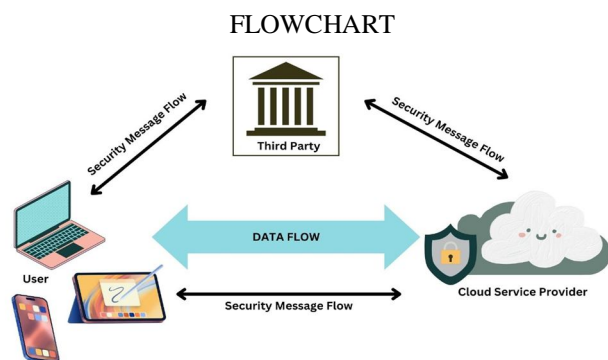 FLOWCHART
Security Message Flow
Third Party
Security Message Flow
DATA FLOW
User
Cloud Service Provider
Security Message Flow